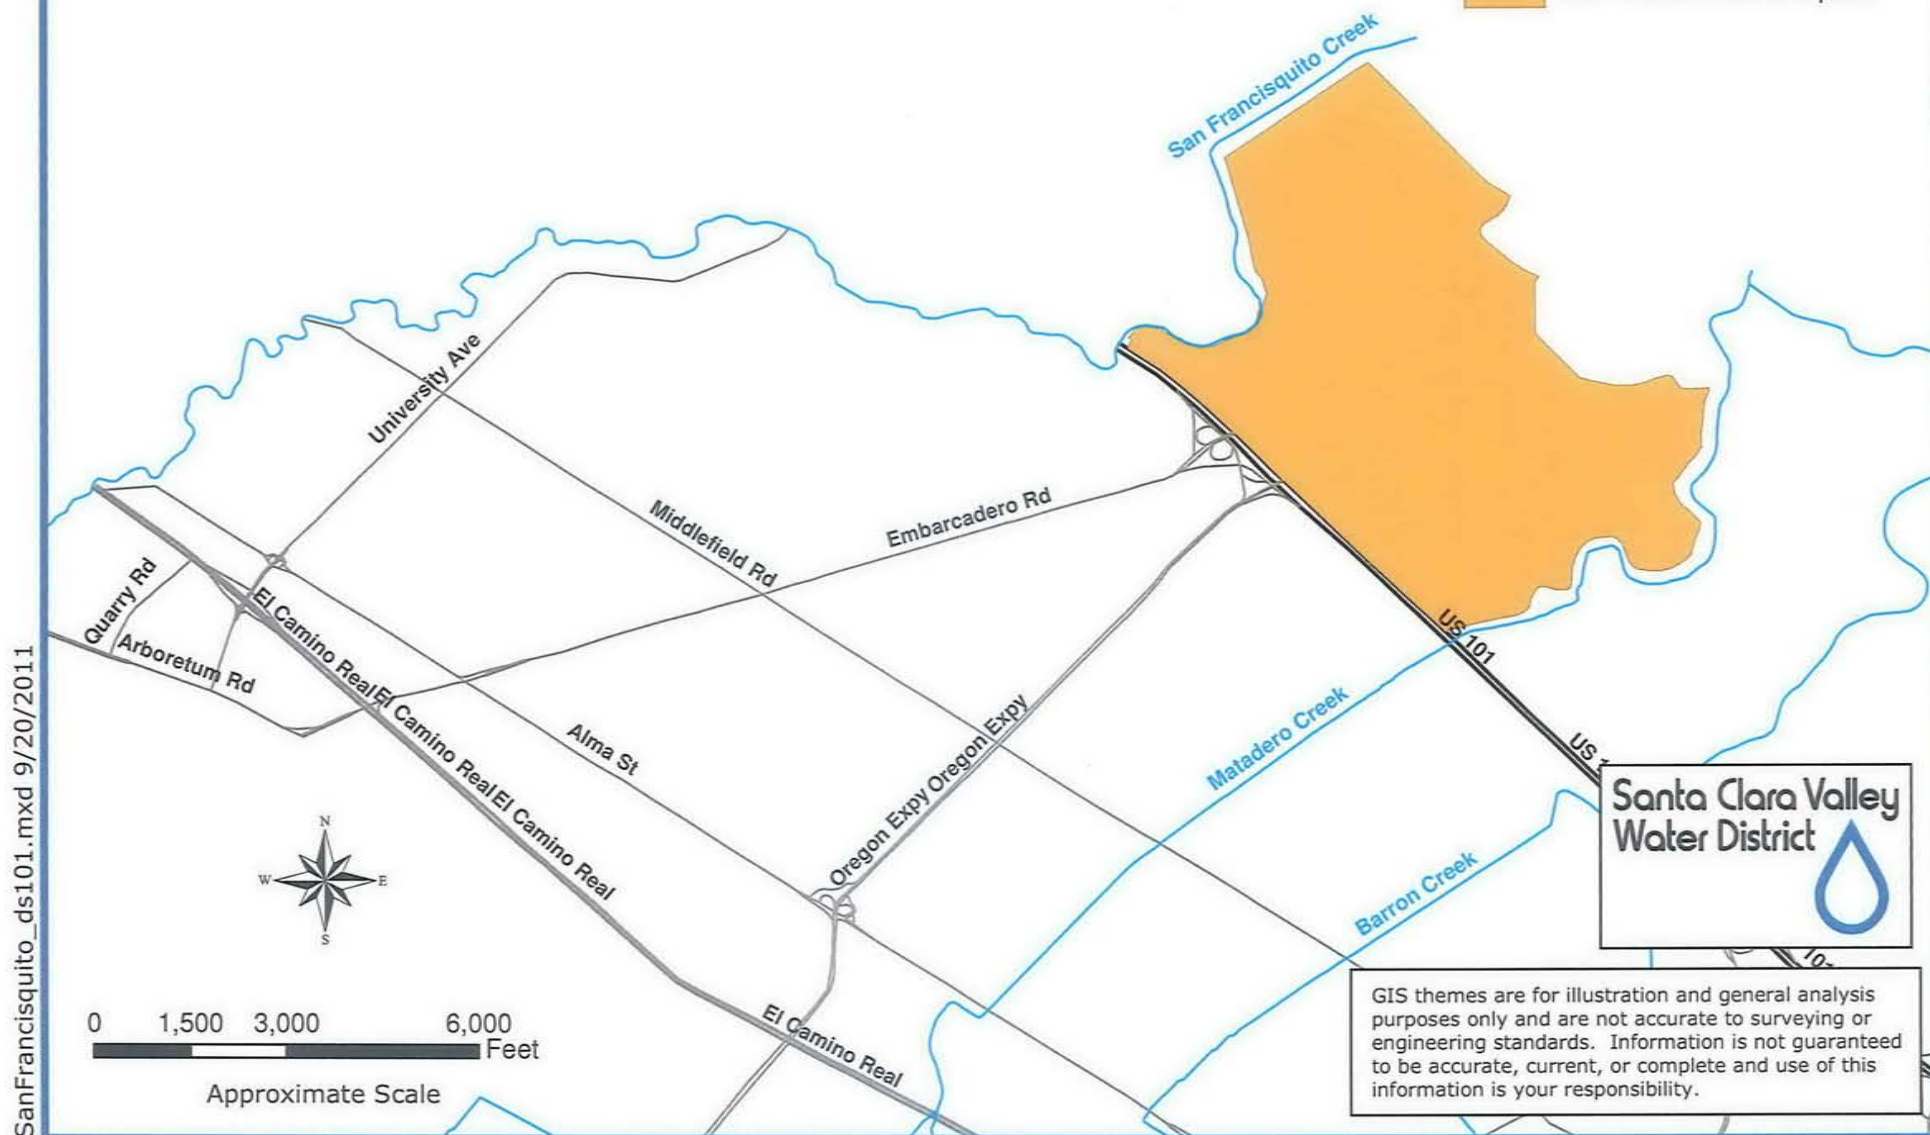 San Francisquito Creek
University Ave
Middlefield Rd
Embarcadero Rd
Quarry Rd
Arboretum Rd
El Camino Real
El Camino Real
El Camino Real
Alma St
Oregon Expy
Oregon Expy
US 101
US 1
Matadero Creek
Barron Creek
El Camino Real
Santa Clara Valley
Water District
N
W
E
S
0 1,500 3,000 6,000
Feet
Approximate Scale
GIS themes are for illustration and general analysis
purposes only and are not accurate to surveying or
engineering standards. Information is not guaranteed
to be accurate, current, or complete and use of this
information is your responsibility.
SanFrancisquito_ds101.mxd 9/20/2011